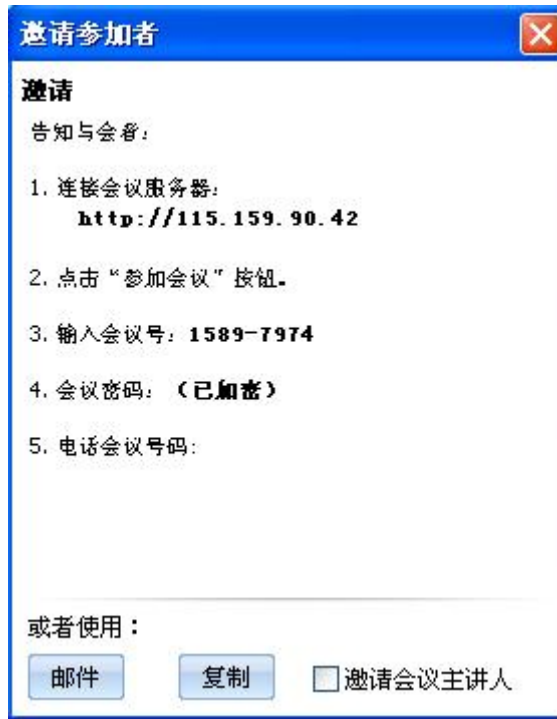 邀请参加者
邀请
告知与会者:
1. 连接会议服务器:
http://115.159.90.42
2. 点击“参加会议”按钮.
3. 输入会议号: 1589-7974
4. 会议密码: (已加密)
5. 电话会议号码:
或者使用:
邮件 复制 邀请会议主讲人